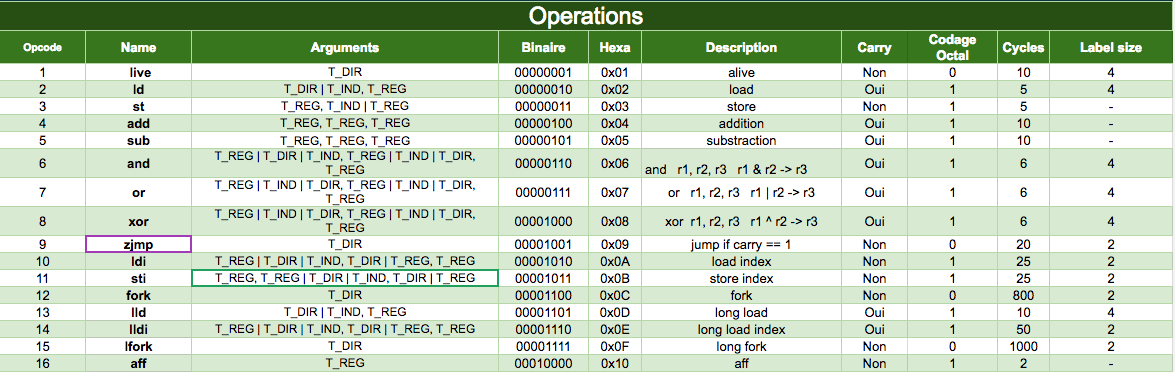 Operations
Opcode Name Arguments Binaire Hexa Description Carry Codage Octal Cycles Label size
1 live T_DIR 00000001 0x01 alive Non 0 10 4
2 ld T_DIR | T_IND, T_REG 00000010 0x02 load Oui 1 5 4
3 st T_REG, T_IND | T_REG 00000011 0x03 store Non 1 5 -
4 add T_REG, T_REG, T_REG 00000100 0x04 addition Oui 1 10 -
5 sub T_REG, T_REG, T_REG 00000101 0x05 substraction Oui 1 10 -
6 and T_REG | T_DIR | T_IND, T_REG | T_IND | T_DIR, T_REG 00000110 0x06 and r1, r2, r3 r1 & r2 -> r3 Oui 1 6 4
7 or T_REG | T_IND | T_DIR, T_REG | T_IND | T_DIR, T_REG 00000111 0x07 or r1, r2, r3 r1 | r2 -> r3 Oui 1 6 4
8 xor T_REG | T_IND | T_DIR, T_REG | T_IND | T_DIR, T_REG 00001000 0x08 xor r1, r2, r3 r1 ^ r2 -> r3 Oui 1 6 4
9 zjmp T_DIR 00001001 0x09 jump if carry == 1 Non 0 20 2
10 ldi T_REG | T_DIR | T_IND, T_DIR | T_REG, T_REG 00001010 0x0A load index Non 1 25 2
11 sti T_REG, T_REG | T_DIR | T_IND, T_DIR | T_REG 00001011 0x0B store index Non 1 25 2
12 fork T_DIR 00001100 0x0C fork Non 0 800 2
13 lld T_DIR | T_IND, T_REG 00001101 0x0D long load Oui 1 10 4
14 lldi T_REG | T_DIR | T_IND, T_DIR | T_REG, T_REG 00001110 0x0E long load index Oui 1 50 2
15 lfork T_DIR 00001111 0x0F long fork Non 0 1000 2
16 aff T_REG 00010000 0x10 aff Non 1 2 -